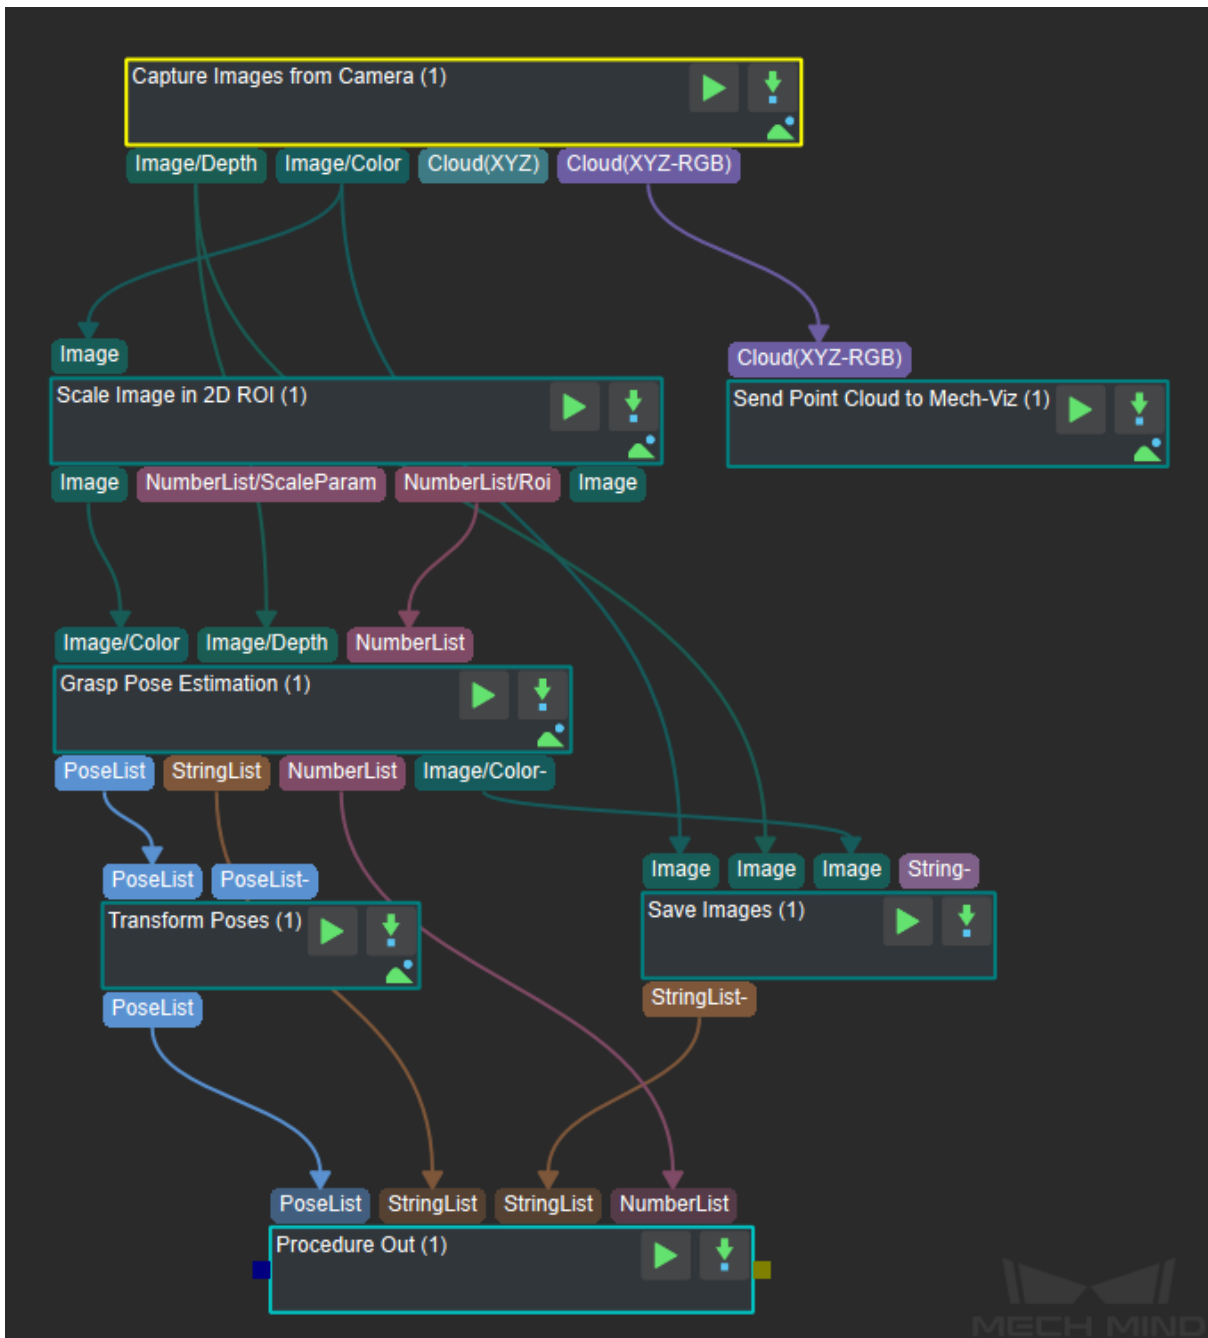 Capture Images from Camera (1)
Image/Depth Image/Color Cloud(XYZ) Cloud(XYZ-RGB)
Image
Cloud(XYZ-RGB)
Scale Image in 2D ROI (1)
Send Point Cloud to Mech-Viz (1)
Image NumberList/ScaleParam NumberList/Roi Image
Image/Color Image/Depth NumberList
Grasp Pose Estimation (1)
PoseList StringList NumberList Image/Color-
PoseList PoseList-
Image Image Image String-
Transform Poses (1)
Save Images (1)
PoseList
StringList-
PoseList StringList StringList NumberList
Procedure Out (1)
MECH MIND